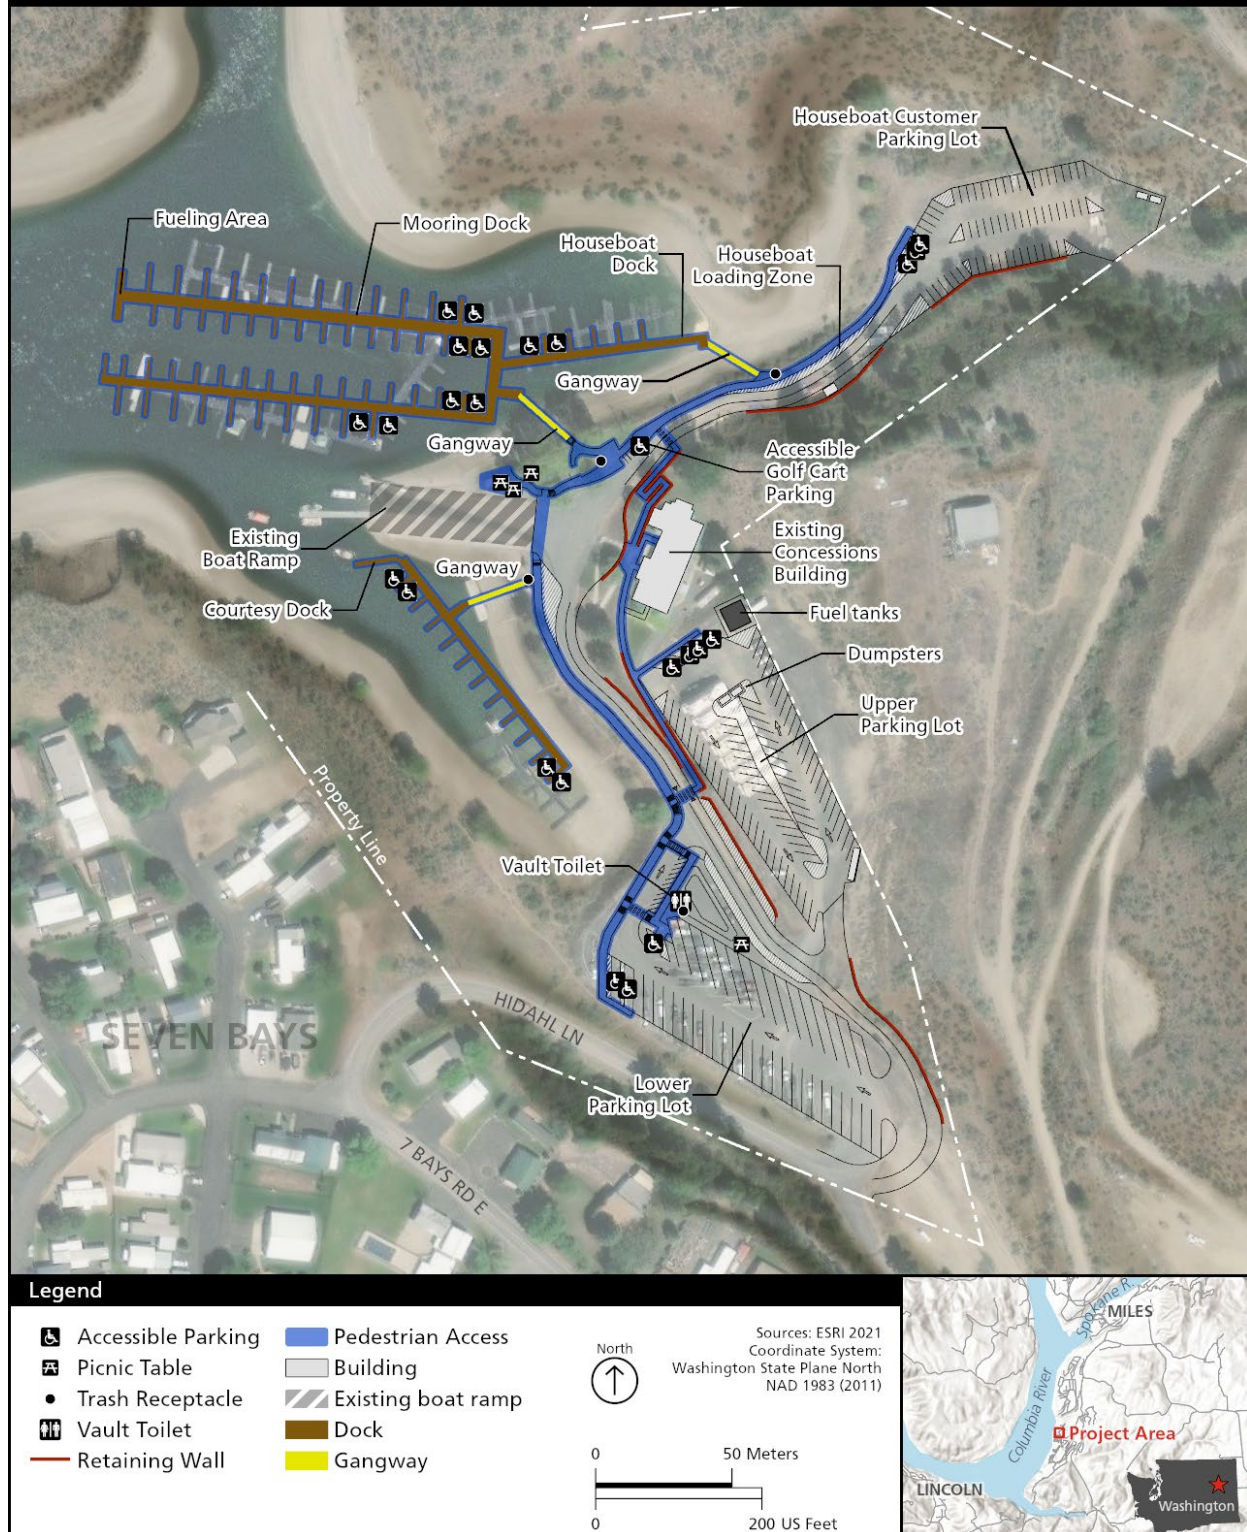 Houseboat Customer
Parking Lot
Fueling Area
Mooring Dock
Houseboat
Dock
Houseboat
Loading Zone
Gangway
Gangway
Accessible
Golf Cart
Parking
Existing
Boat Ramp
Gangway
Existing
Concessions
Building
Courtesy Dock
Fuel tanks
Dumpsters
Upper
Parking Lot
Property Line
Vault Toilet
HIDAHL LN
SEVEN BAYS
Lower
Parking Lot
7 BAYS RD E
Legend
Accessible Parking
Picnic Table
Trash Receptacle
Vault Toilet
Retaining Wall
Pedestrian Access
Building
Existing boat ramp
Dock
Gangway
North
Sources: ESRI 2021
Coordinate System:
Washington State Plane North
NAD 1983 (2011)
0 50 Meters
0 200 US Feet
Spokane R.
MILES
Columbia River
Project Area
LINCOLN
Washington